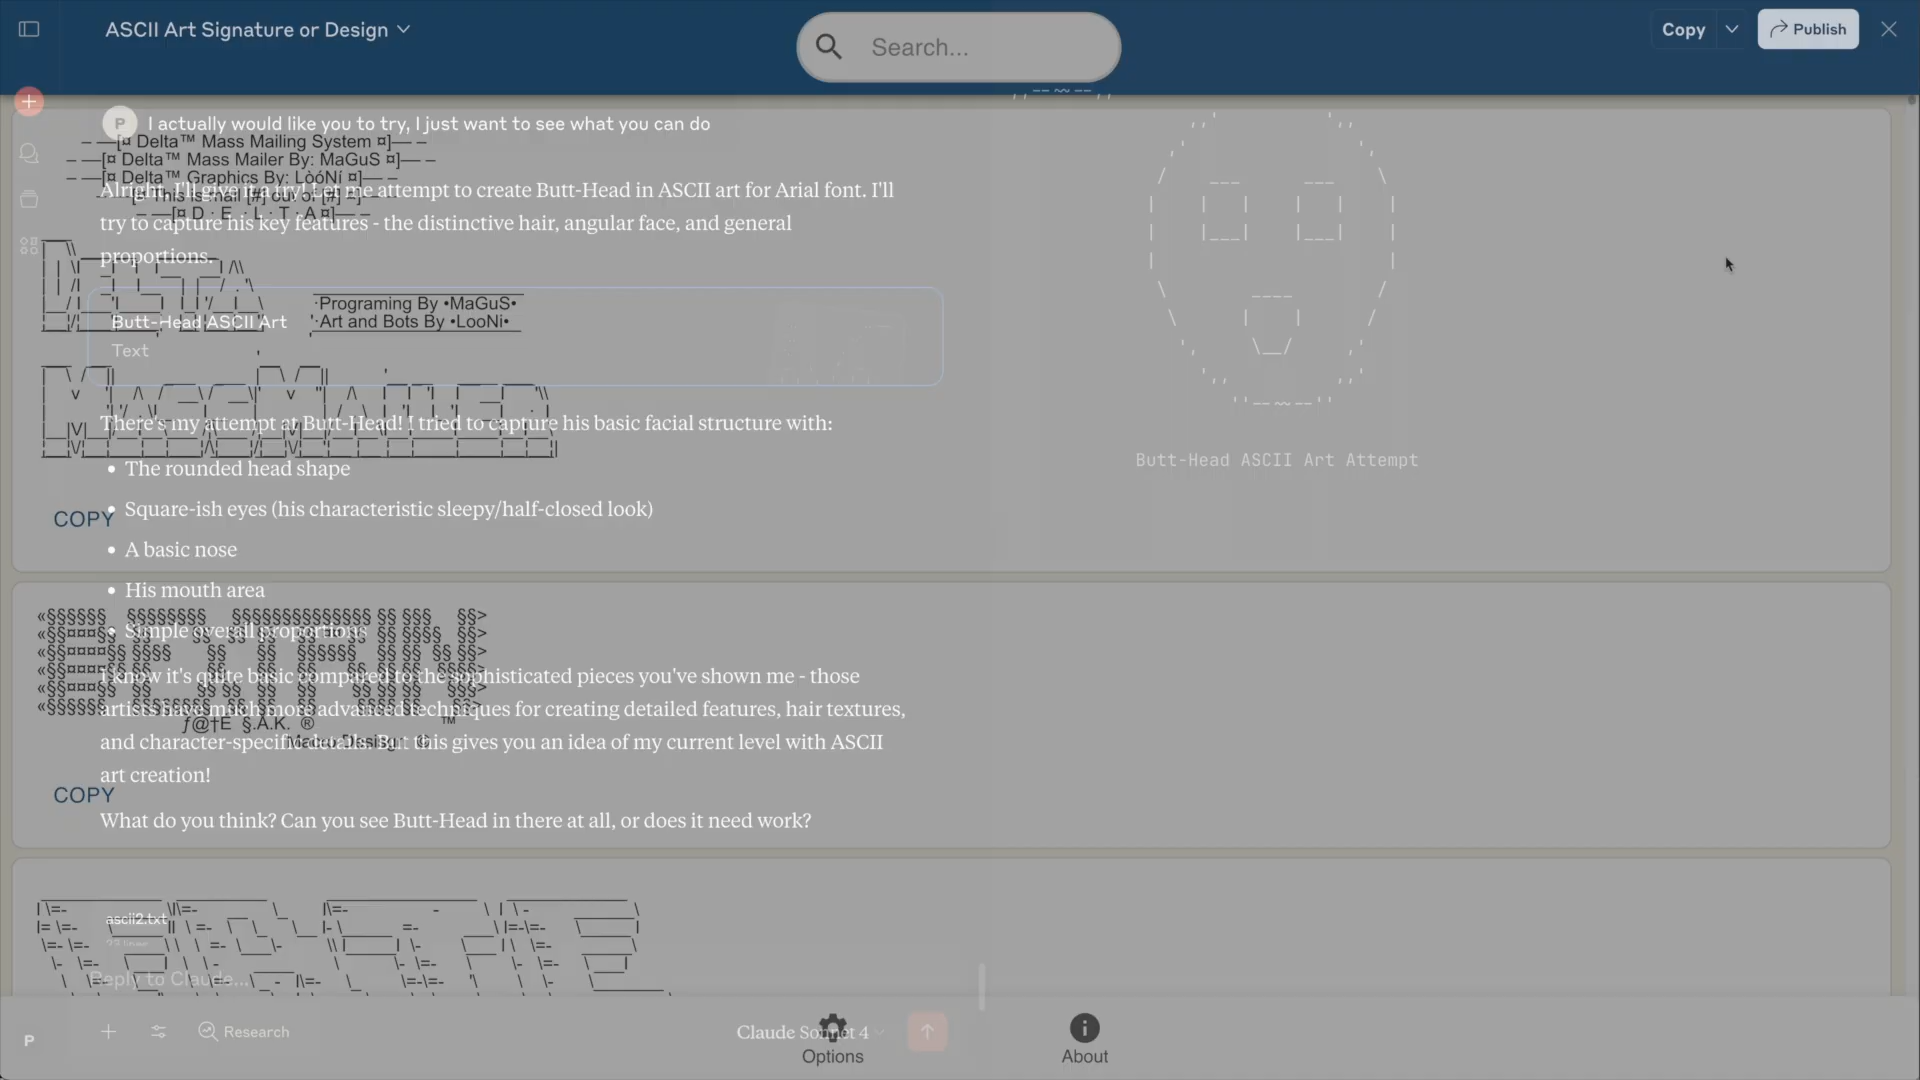 ASCII Art Signature or Design
Search...
Copy
Publish
P
I actually would like you to try, I just want to see what you can do
– —[¤ Delta™ Mass Mailing System ¤]— –
– —[¤ Delta™ Mass Mailer By: MaGuS ¤]— –
– —[¤ Delta™ Graphics By: LòóNí ¤]— –
– —[¤ This is mail [#] out of [#] ¤]— –
– —[¤ D · E · L · T · A ¤]— –
Alright, I'll give it a try! Let me attempt to create Butt-Head in ASCII art for Arial font. I'll
try to capture his key features - the distinctive hair, angular face, and general
proportions.
·Programing By •MaGuS•
'·Art and Bots By •LooNi•
Butt-Head ASCII Art
Text
There's my attempt at Butt-Head! I tried to capture his basic facial structure with:
• The rounded head shape
• Square-ish eyes (his characteristic sleepy/half-closed look)
• A basic nose
• His mouth area
• Simple overall proportions
COPY
Butt-Head ASCII Art Attempt
I know it's quite basic compared to the sophisticated pieces you've shown me - those
artists have much more advanced techniques for creating detailed features, hair textures,
and character-specific details. But this gives you an idea of my current level with ASCII
art creation!
ƒ@†E §.A.K. ® ™
COPY
What do you think? Can you see Butt-Head in there at all, or does it need work?
ascii2.txt
Reply to Claude...
Research
Claude Sonnet 4
P
Options
About